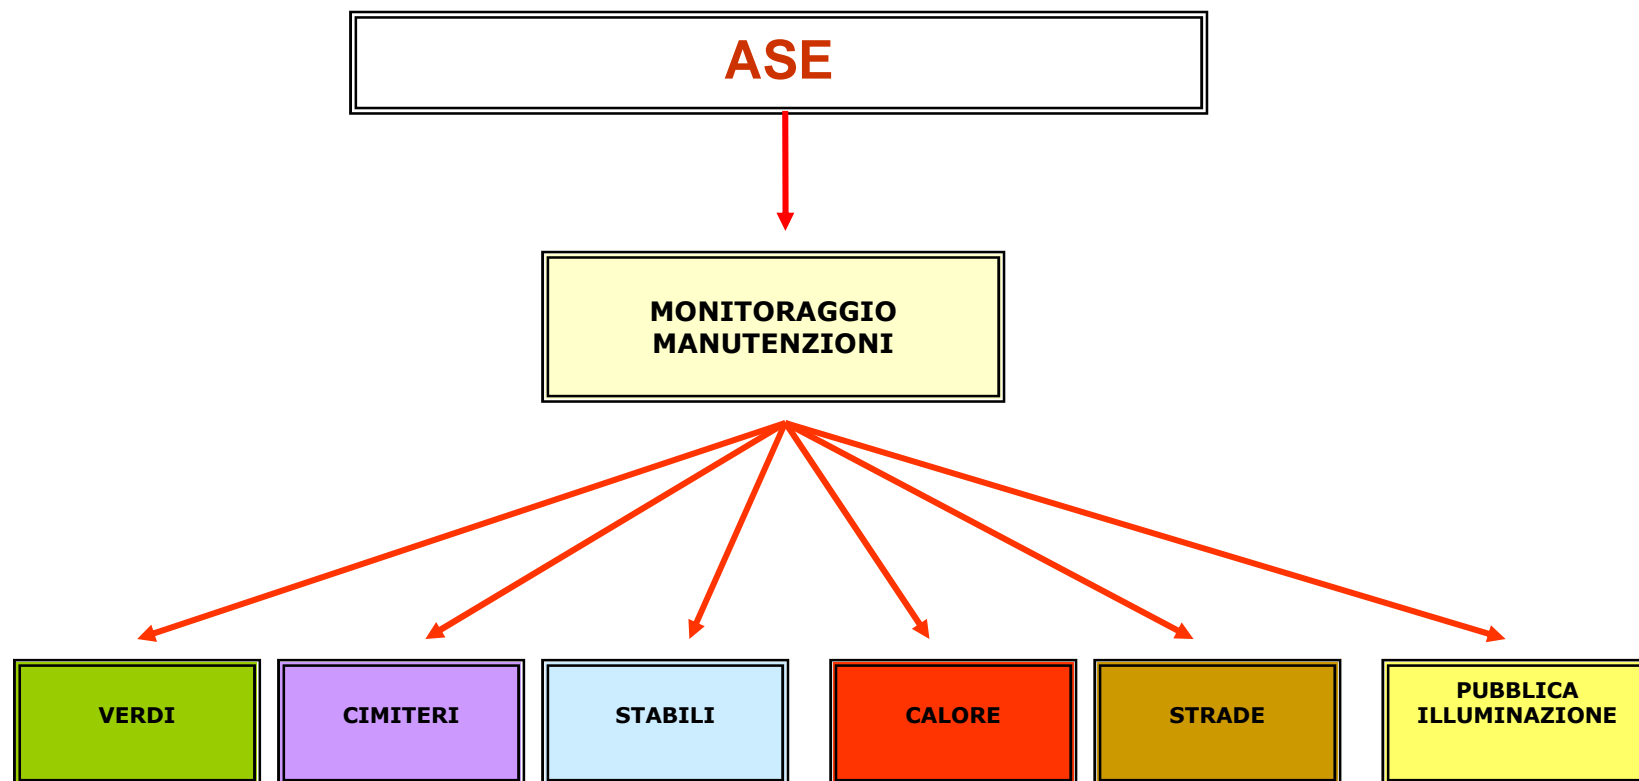 ASE
MONITORAGGIO
MANUTENZIONI
VERDI
CIMITERI
STABILI
CALORE
STRADE
PUBBLICA
ILLUMINAZIONE